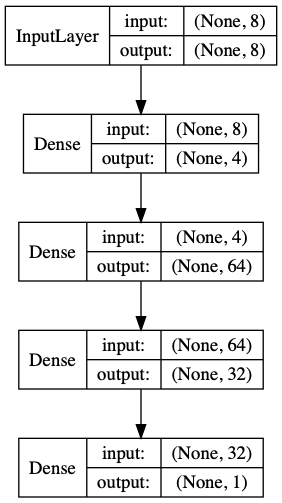 InputLayer
input: (None, 8)
output: (None, 8)
Dense
input: (None, 8)
output: (None, 4)
Dense
input: (None, 4)
output: (None, 64)
Dense
input: (None, 64)
output: (None, 32)
Dense
input: (None, 32)
output: (None, 1)